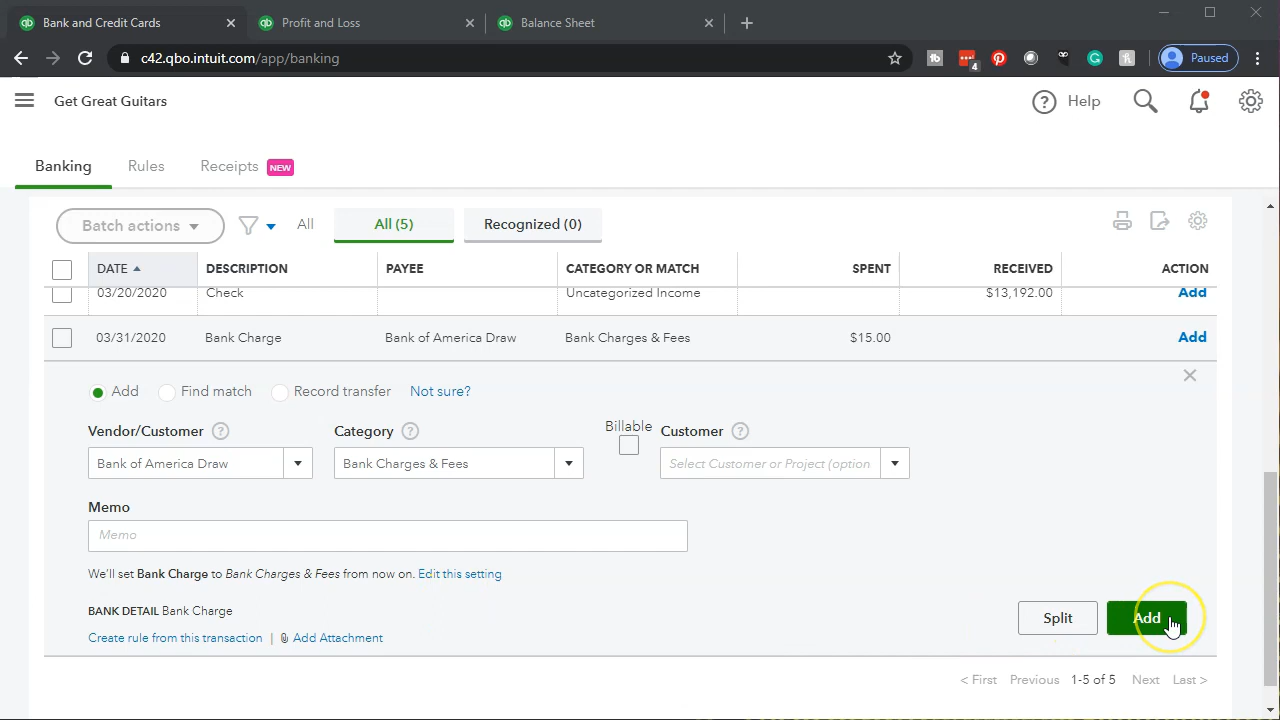 Bank and Credit Cards
Profit and Loss
Balance Sheet
c42.qbo.intuit.com/app/banking
4
Paused
Get Great Guitars
Help
Banking
Rules
Receipts NEW
Batch actions
All
All (5)
Recognized (0)
DATE DESCRIPTION PAYEE CATEGORY OR MATCH SPENT RECEIVED ACTION
03/20/2020 Check Uncategorized Income $13,192.00 Add
03/31/2020 Bank Charge Bank of America Draw Bank Charges & Fees $15.00 Add
Add Find match Record transfer Not sure?
Vendor/Customer Category Billable Customer
Bank of America Draw Bank Charges & Fees Select Customer or Project (option
Memo
Memo
We'll set Bank Charge to Bank Charges & Fees from now on. Edit this setting
BANK DETAIL Bank Charge
Split Add
Create rule from this transaction | Add Attachment
< First Previous 1-5 of 5 Next Last >